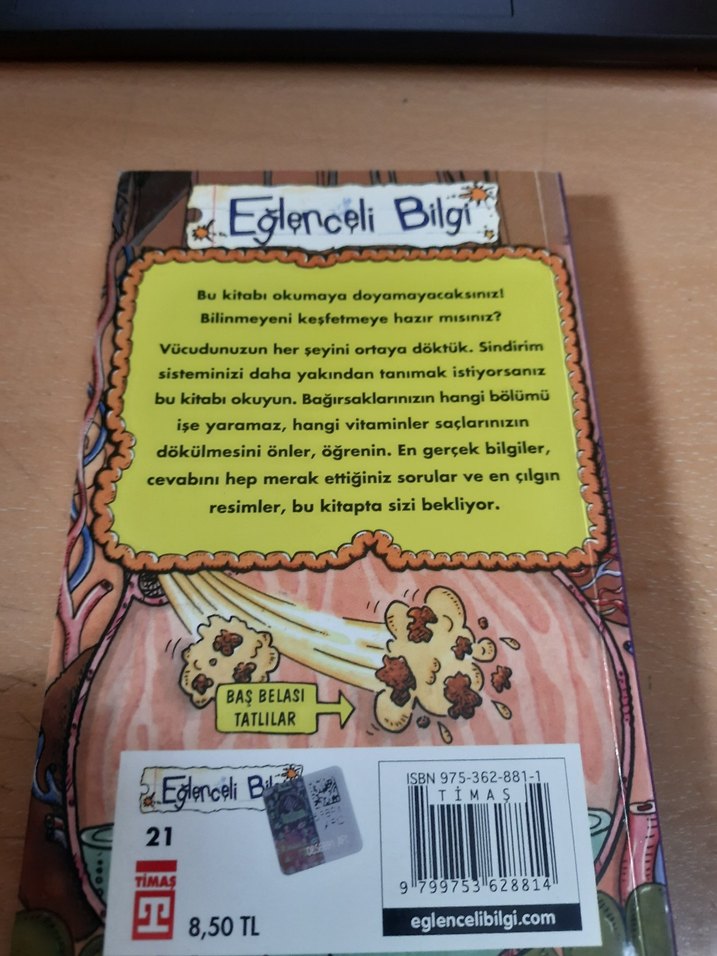 Eğlenceli Bilgi
Bu kitabı okumaya doyamayacaksınız!
Bilinmeyeni keşfetmeye hazır mısınız?
Vücudunuzun her şeyini ortaya döktük. Sindirim
sisteminizi daha yakından tanımak istiyorsanız
bu kitabı okuyun. Bağırsaklarınızın hangi bölümü
işe yaramaz, hangi vitaminler saçlarınızın
dökülmesini önler, öğrenin. En gerçek bilgiler,
cevabını hep merak ettiğiniz sorular ve en çılgın
resimler, bu kitapta sizi bekliyor.
BAŞ BELASI
TATLILAR
Eğlenceli Bi
21
TİMAŞ
8,50 TL
ISBN 975-362-881-1
TİMAŞ
9 799753 628814
eglencelibilgi.com